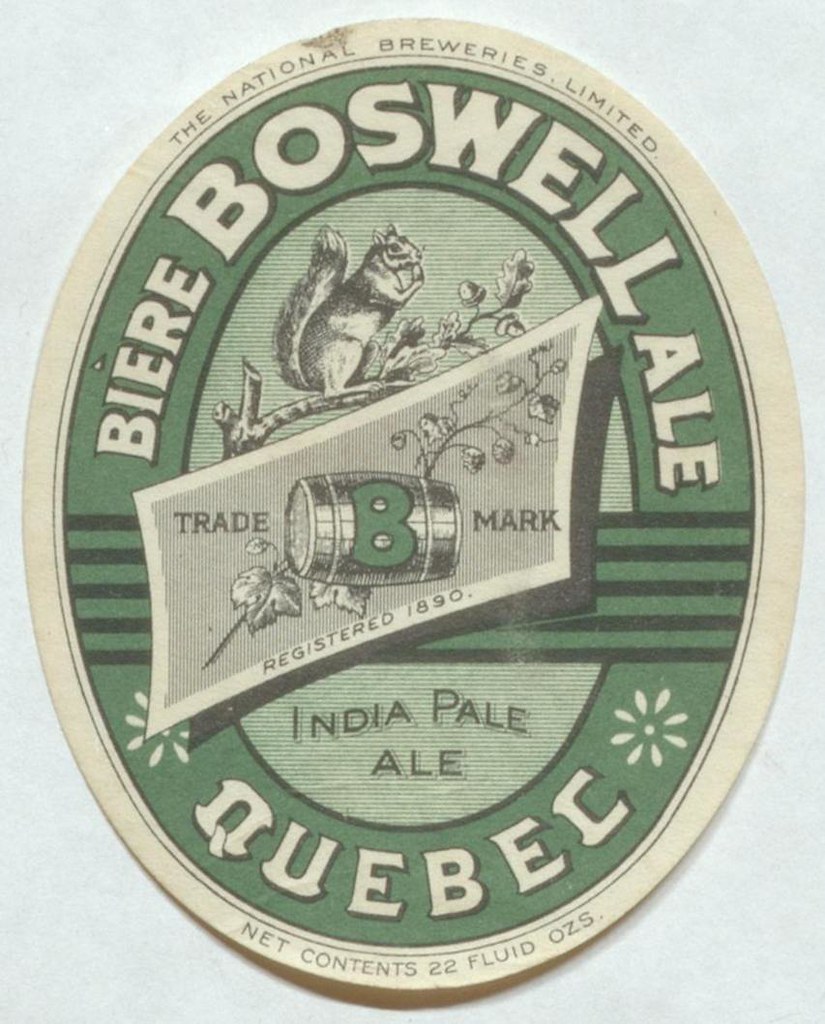 THE NATIONAL BREWERIES, LIMITED.
BIÈRE BOSWELL ALE
TRADE B MARK
REGISTERED 1890.
INDIA PALE
ALE
QUEBEC
NET CONTENTS 22 FLUID OZS.